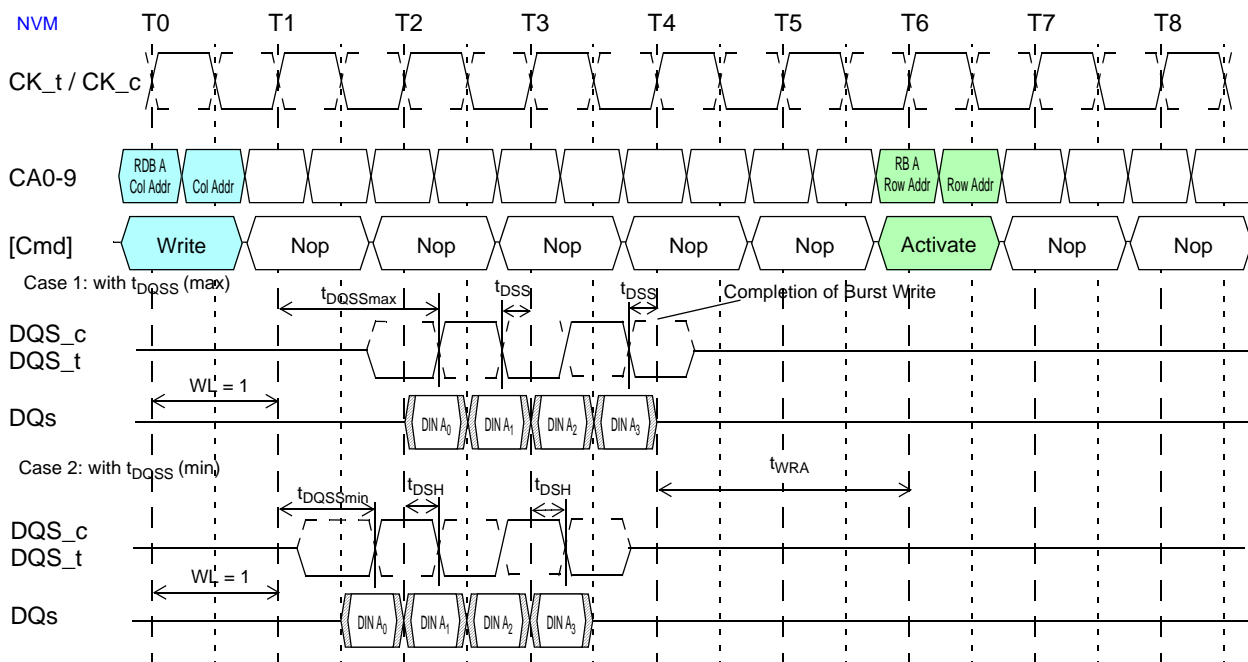 NVM T0 T1 T2 T3 T4 T5 T6 T7 T8
CK_t / CK_c
CA0-9 RDB A Col Addr Col Addr RB A Row Addr Row Addr
[Cmd] Write Nop Nop Nop Nop Nop Activate Nop Nop
Case 1: with tDQSS (max)
tDQSSmax tDSS tDSS Completion of Burst Write
DQS_c
DQS_t
WL = 1
DQs DIN A0 DIN A1 DIN A2 DIN A3
Case 2: with tDQSS (min)
tDQSSmin tDSH tDSH tWRA
DQS_c
DQS_t
WL = 1
DQs DIN A0 DIN A1 DIN A2 DIN A3